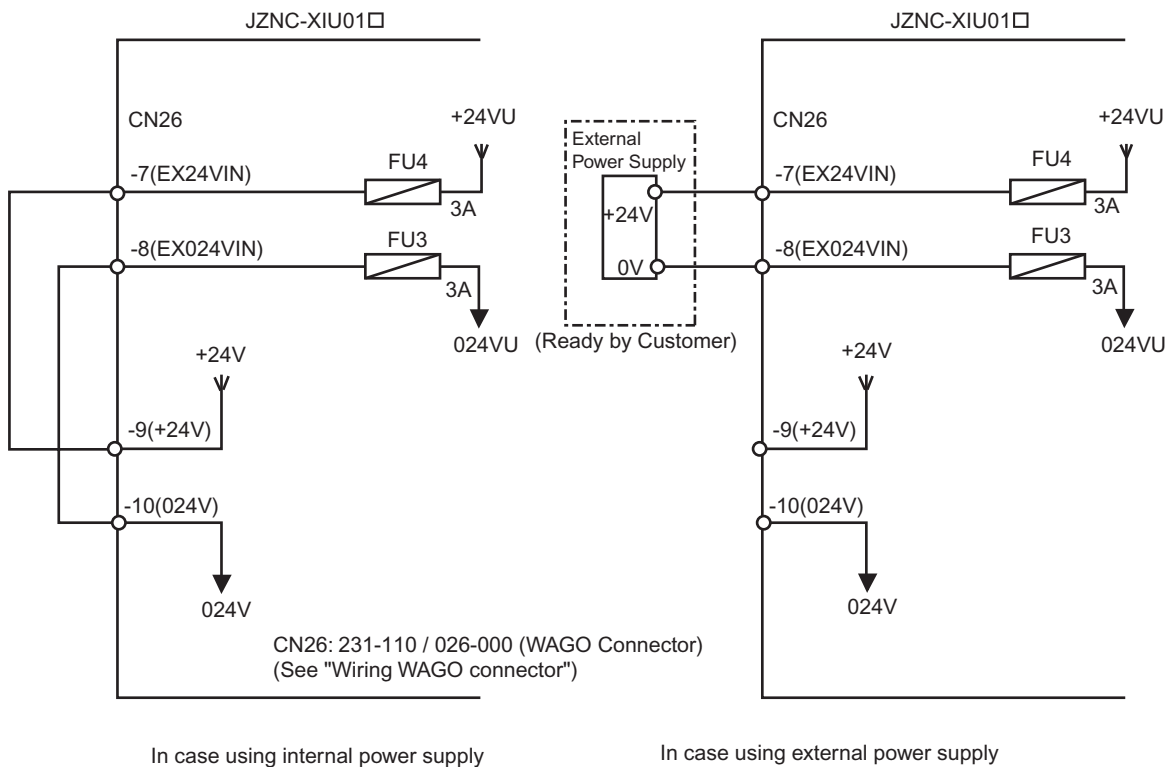 JZNC-XIU01□
CN26
+24VU
-7(EX24VIN)
FU4
3A
-8(EX024VIN)
FU3
3A
024VU
+24V
-9(+24V)
-10(024V)
024V
CN26: 231-110 / 026-000 (WAGO Connector)
(See "Wiring WAGO connector")
In case using internal power supply
JZNC-XIU01□
External
Power Supply
+24V
0V
(Ready by Customer)
CN26
+24VU
-7(EX24VIN)
FU4
3A
-8(EX024VIN)
FU3
3A
024VU
+24V
-9(+24V)
-10(024V)
024V
In case using external power supply